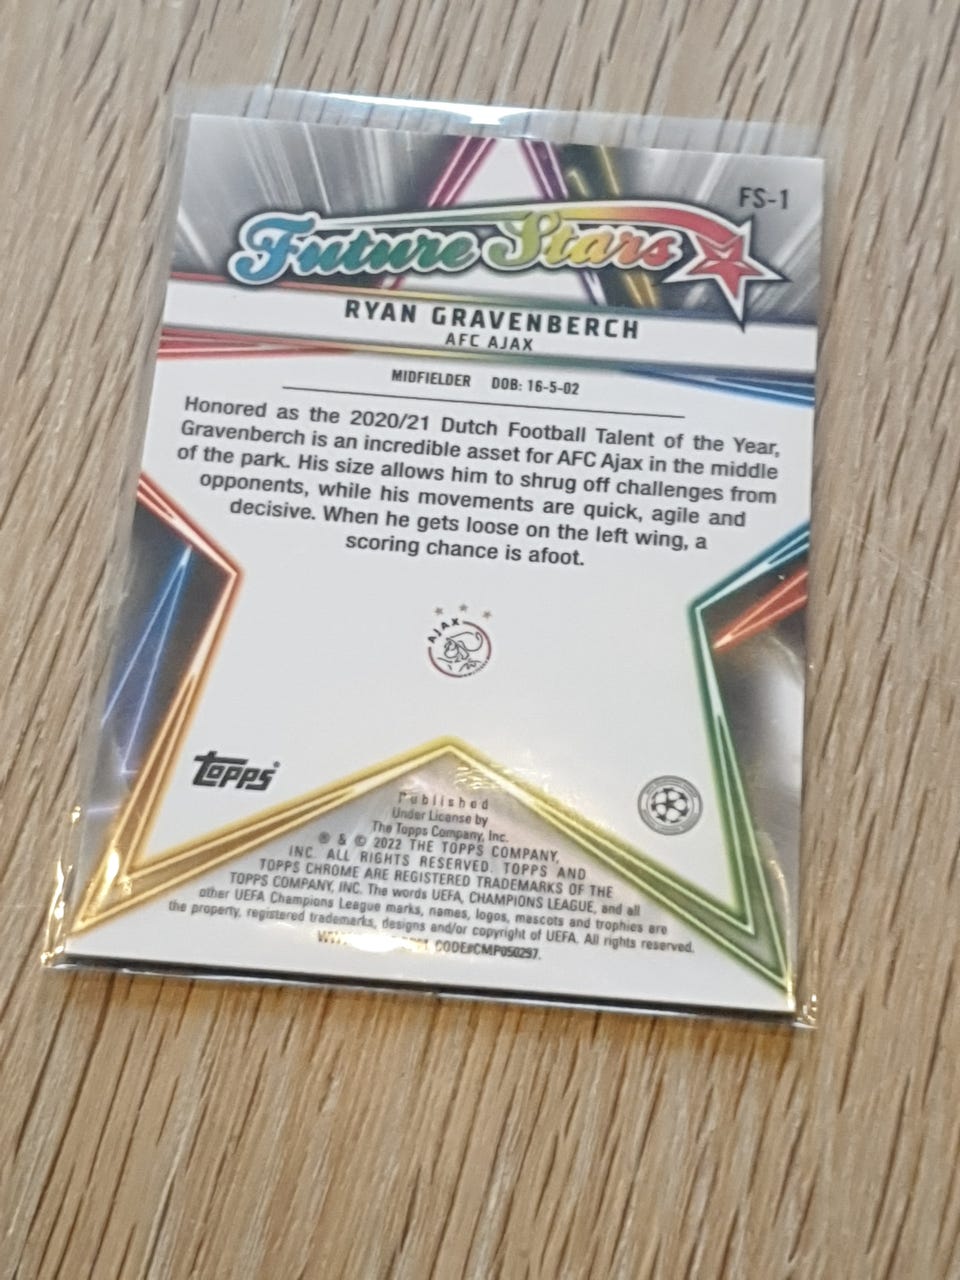 FS-1
Future Stars
RYAN GRAVENBERCH
AFC AJAX
MIDFIELDER DOB: 16-5-02
Honored as the 2020/21 Dutch Football Talent of the Year,
Gravenberch is an incredible asset for AFC Ajax in the middle
of the park. His size allows him to shrug off challenges from
opponents, while his movements are quick, agile and
decisive. When he gets loose on the left wing, a
scoring chance is afoot.
AJAX
Topps®
Published
Under License by
The Topps Company, Inc.
® & © 2022 THE TOPPS COMPANY,
INC. ALL RIGHTS RESERVED. TOPPS AND
TOPPS CHROME ARE REGISTERED TRADEMARKS OF THE
TOPPS COMPANY, INC. The words UEFA, CHAMPIONS LEAGUE, and all
other UEFA Champions League marks, names, logos, mascots and trophies are
the property, registered trademarks, designs and/or copyright of UEFA. All rights reserved.
CODE#CMP050297.